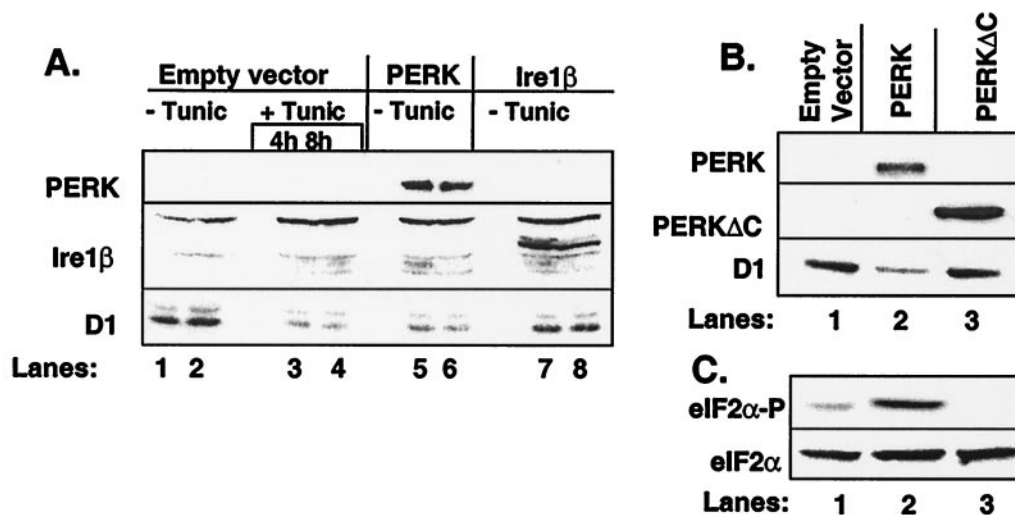 A.
Empty vector PERK Ire1β
- Tunic + Tunic - Tunic - Tunic
4h 8h
PERK
Ire1β
D1
Lanes: 1 2 3 4 5 6 7 8
B.
Empty Vector PERK PERKΔC
PERK
PERKΔC
D1
Lanes: 1 2 3
C.
eIF2α-P
eIF2α
Lanes: 1 2 3